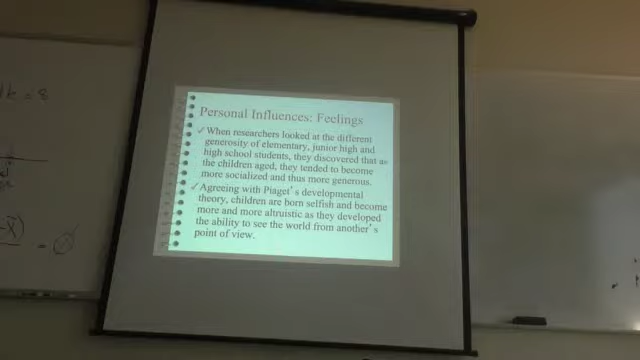 k = 8
Personal Influences: Feelings
✓ When researchers looked at the different
generosity of elementary, junior high and
high school students, they discovered that as
the children aged, they tended to become
more socialized and thus more generous.
✓ Agreeing with Piaget's developmental
theory, children are born selfish and become
more and more altruistic as they developed
the ability to see the world from another's
point of view.